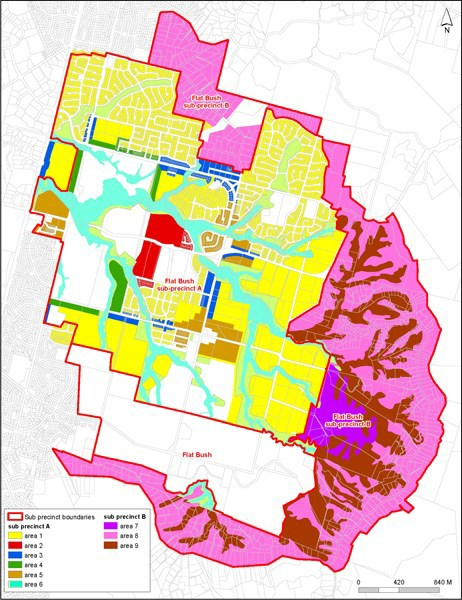 N
Flat Bush
sub-precinct B
Flat Bush
sub-precinct A
Flat Bush
sub-precinct B
Flat Bush
Sub precinct boundaries
sub precinct A
area 1
area 2
area 3
area 4
area 5
area 6
sub precinct B
area 7
area 8
area 9
0 420 840 M